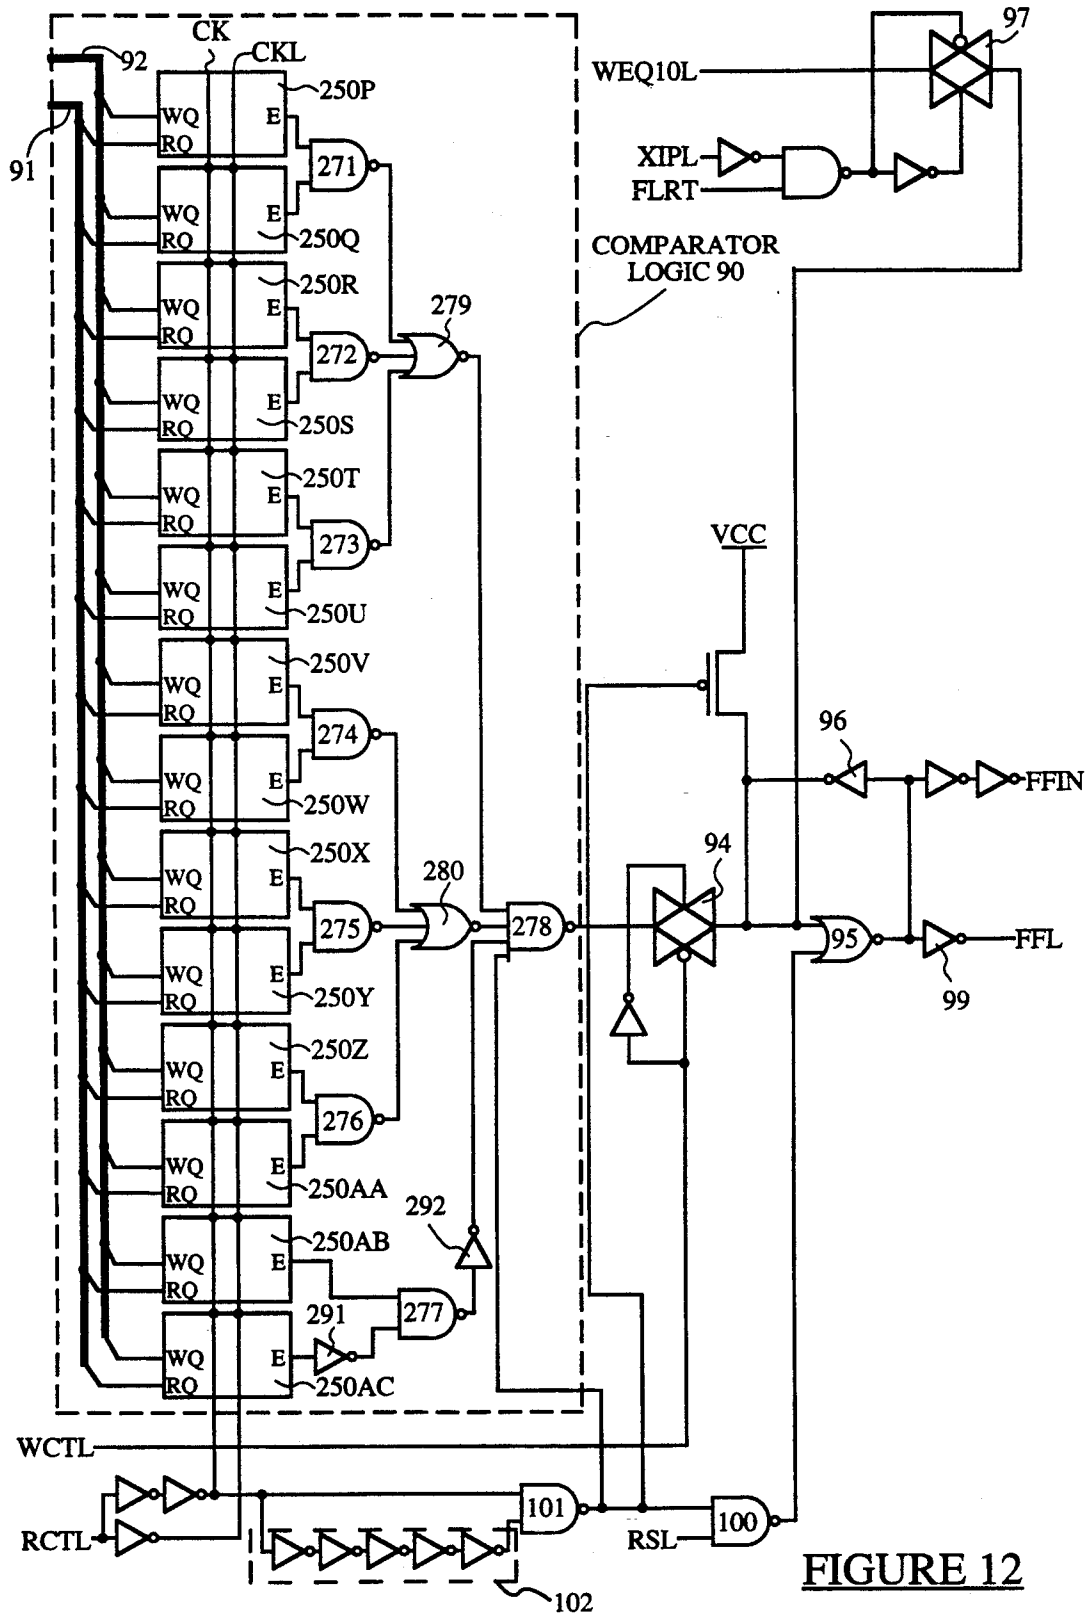 CK
CKL
92
91
250P
WQ
E
RQ
271
WQ
E
RQ
250Q
250R
WQ
E
RQ
272
279
WQ
E
RQ
250S
250T
WQ
E
RQ
273
WQ
E
RQ
250U
250V
WQ
E
RQ
274
WQ
E
RQ
250W
250X
WQ
E
RQ
275
280
278
WQ
E
RQ
250Y
250Z
WQ
E
RQ
276
WQ
E
RQ
250AA
292
250AB
WQ
E
RQ
277
291
WQ
E
RQ
250AC
97
WEQ10L
XIPL
FLRT
COMPARATOR
LOGIC 90
VCC
96
FFIN
94
95
FFL
99
WCTL
RCTL
101
100
RSL
102
FIGURE 12